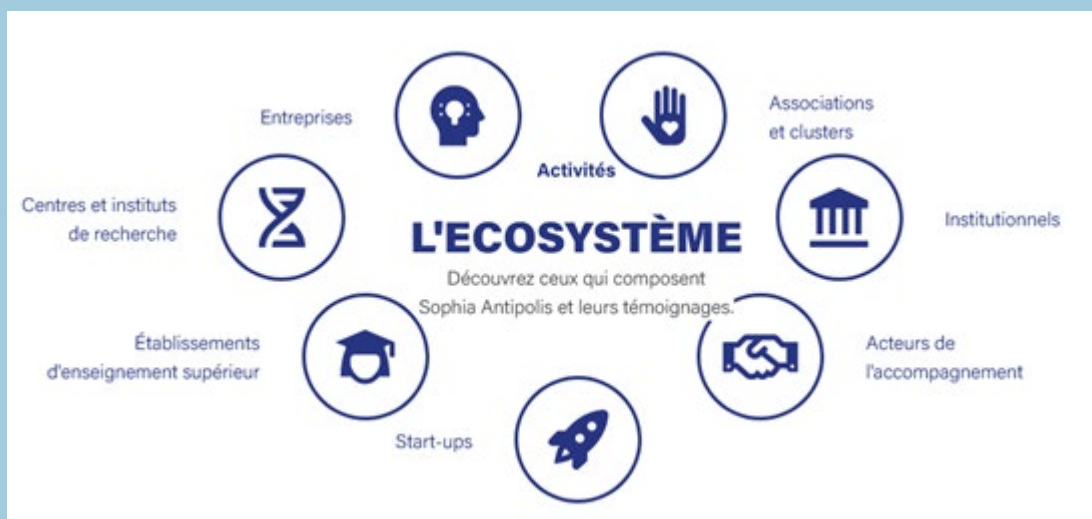 Entreprises
Associations
et clusters
Activités
Centres et instituts
de recherche
Institutionnels
L'ECOSYSTÈME
Découvrez ceux qui composent
Sophia Antipolis et leurs témoignages.
Établissements
d'enseignement supérieur
Acteurs de
l'accompagnement
Start-ups